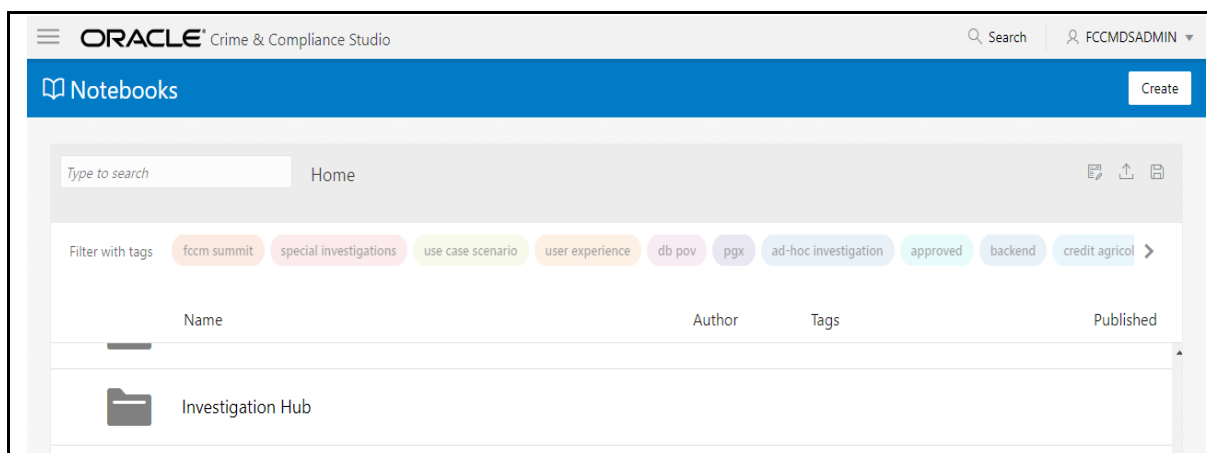 ORACLE® Crime & Compliance Studio Search FCCMDSADMIN
Notebooks Create
Type to search Home
Filter with tags fccm summit special investigations use case scenario user experience db pov pgx ad-hoc investigation approved backend credit agricol
Name Author Tags Published
Investigation Hub